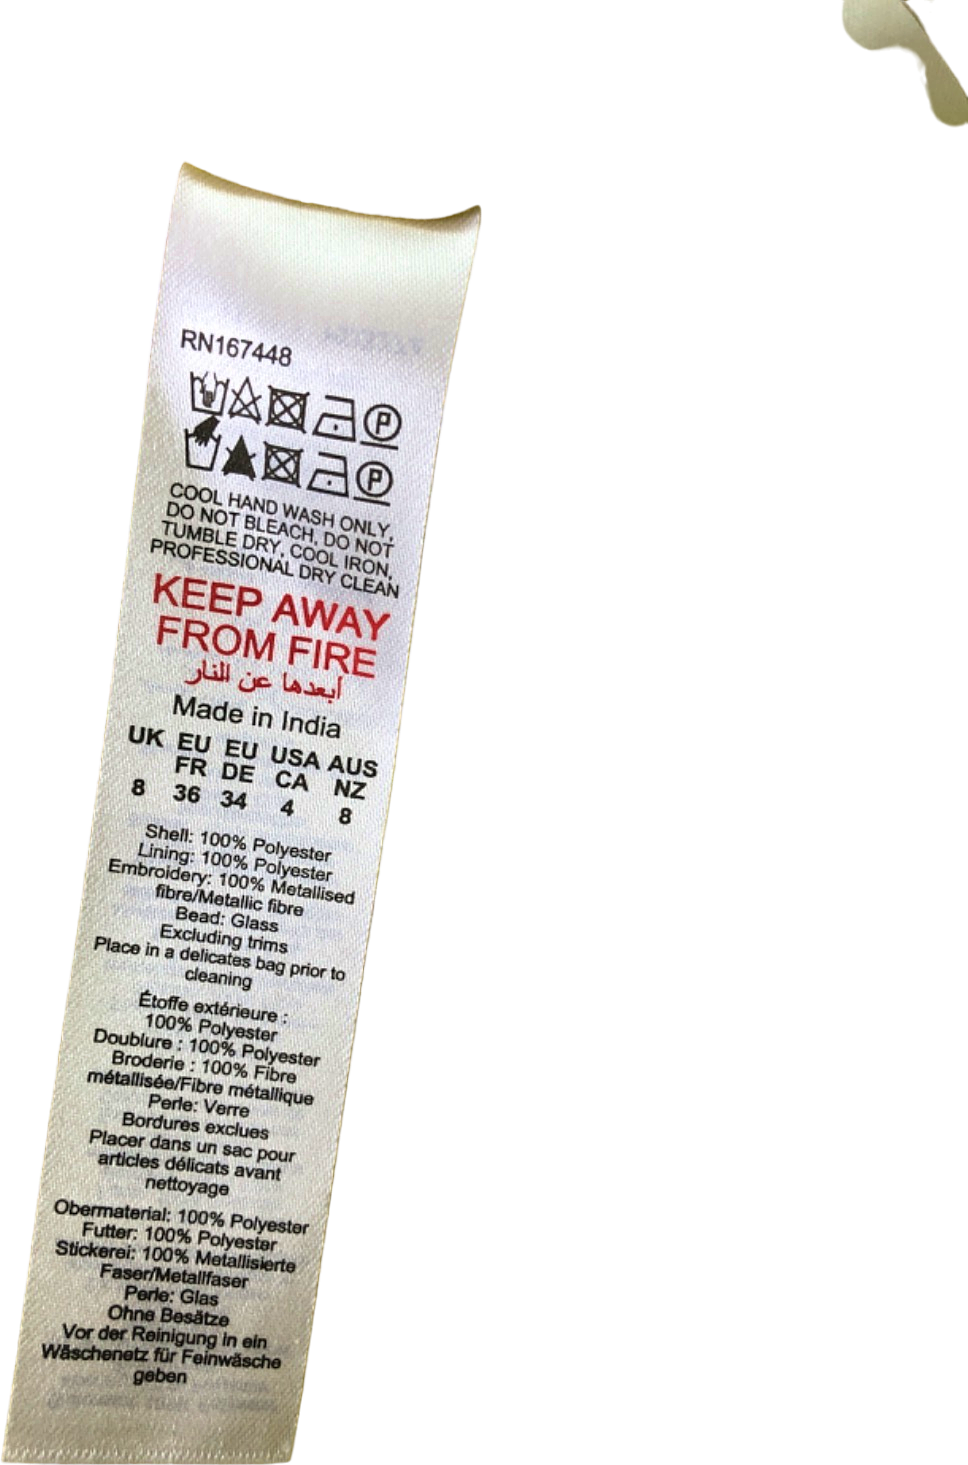 RN167448
COOL HAND WASH ONLY,
DO NOT BLEACH, DO NOT
TUMBLE DRY, COOL IRON,
PROFESSIONAL DRY CLEAN
KEEP AWAY
FROM FIRE
أبعدها عن النار
Made in India
UK EU EU USA AUS
FR DE CA NZ
8 36 34 4 8
Shell: 100% Polyester
Lining: 100% Polyester
Embroidery: 100% Metallised
fibre/Metallic fibre
Bead: Glass
Excluding trims
Place in a delicates bag prior to
cleaning
Étoffe extérieure :
100% Polyester
Doublure : 100% Polyester
Broderie : 100% Fibre
métallisée/Fibre métallique
Perle: Verre
Bordures exclues
Placer dans un sac pour
articles délicats avant
nettoyage
Obermaterial: 100% Polyester
Futter: 100% Polyester
Stickerei: 100% Metallisierte
Faser/Metallfaser
Perle: Glas
Ohne Besätze
Vor der Reinigung in ein
Wäschenetz für Feinwäsche
geben